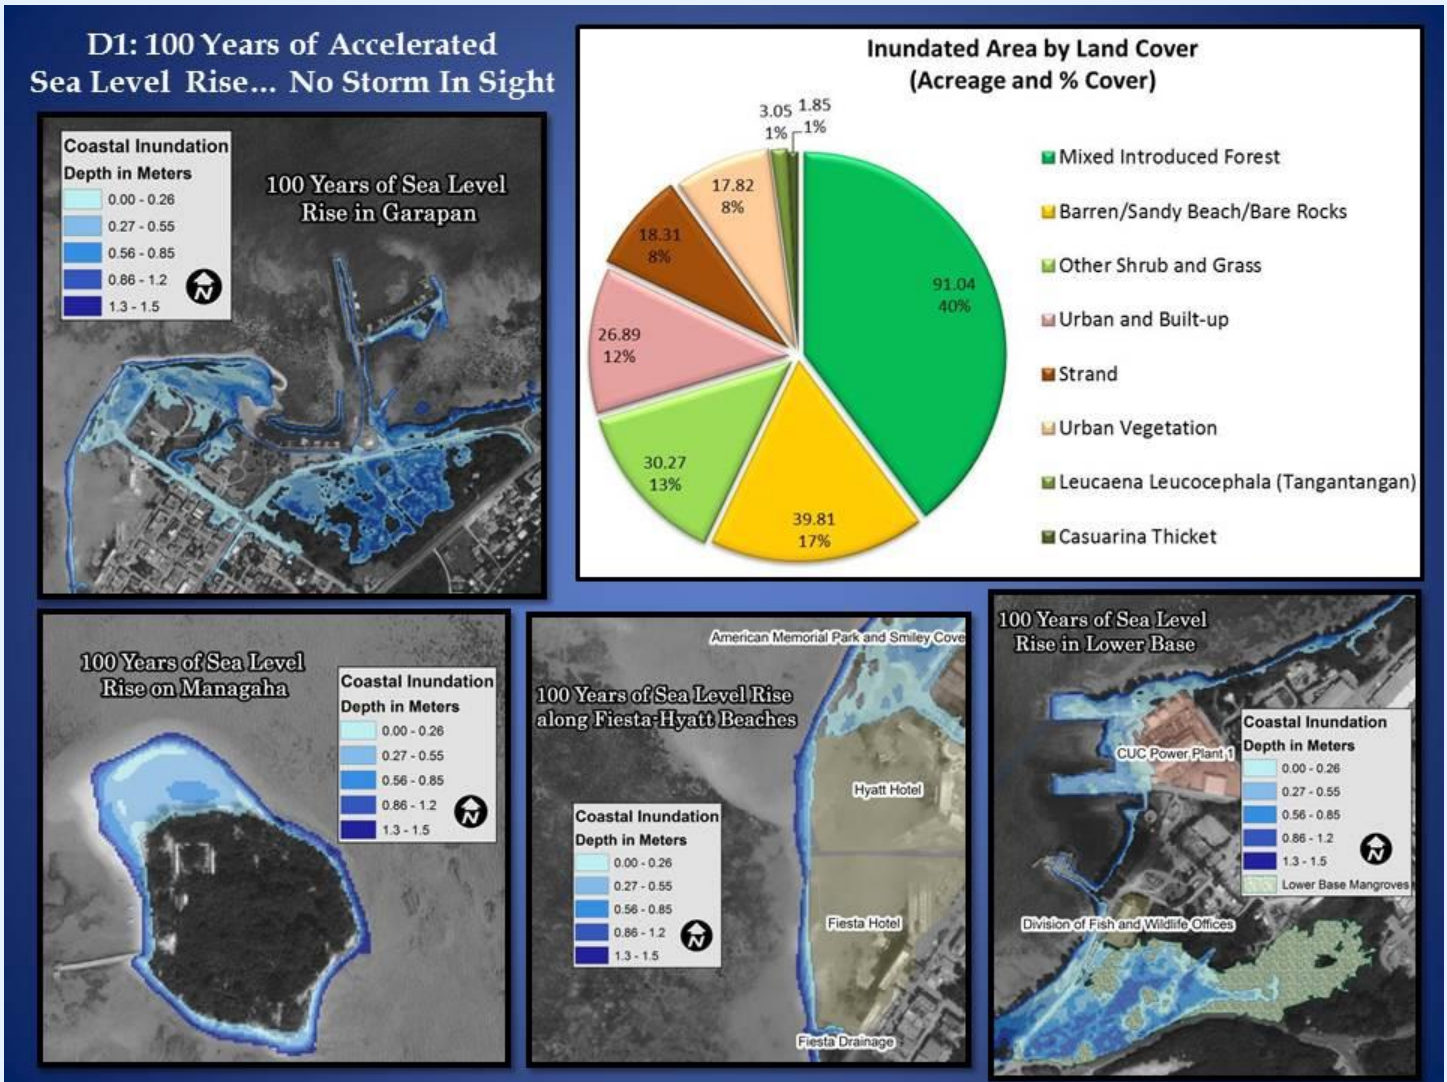 D1: 100 Years of Accelerated
Sea Level Rise... No Storm In Sight
Coastal Inundation
Depth in Meters
0.00 - 0.26
0.27 - 0.55
0.56 - 0.85
0.86 - 1.2
1.3 - 1.5
N
100 Years of Sea Level
Rise in Garapan
Inundated Area by Land Cover
(Acreage and % Cover)
3.05
1%
1.85
1%
17.82
8%
18.31
8%
26.89
12%
30.27
13%
39.81
17%
91.04
40%
Mixed Introduced Forest
Barren/Sandy Beach/Bare Rocks
Other Shrub and Grass
Urban and Built-up
Strand
Urban Vegetation
Leucaena Leucocephala (Tangantangan)
Casuarina Thicket
100 Years of Sea Level
Rise on Managaha
Coastal Inundation
Depth in Meters
0.00 - 0.26
0.27 - 0.55
0.56 - 0.85
0.86 - 1.2
1.3 - 1.5
N
American Memorial Park and Smiley Cove
100 Years of Sea Level Rise
along Fiesta-Hyatt Beaches
Hyatt Hotel
Coastal Inundation
Depth in Meters
0.00 - 0.26
0.27 - 0.55
0.56 - 0.85
0.86 - 1.2
1.3 - 1.5
N
Fiesta Hotel
Fiesta Drainage
100 Years of Sea Level
Rise in Lower Base
CUC Power Plant 1
Coastal Inundation
Depth in Meters
0.00 - 0.26
0.27 - 0.55
0.56 - 0.85
0.86 - 1.2
1.3 - 1.5
Lower Base Mangroves
N
Division of Fish and Wildlife Offices